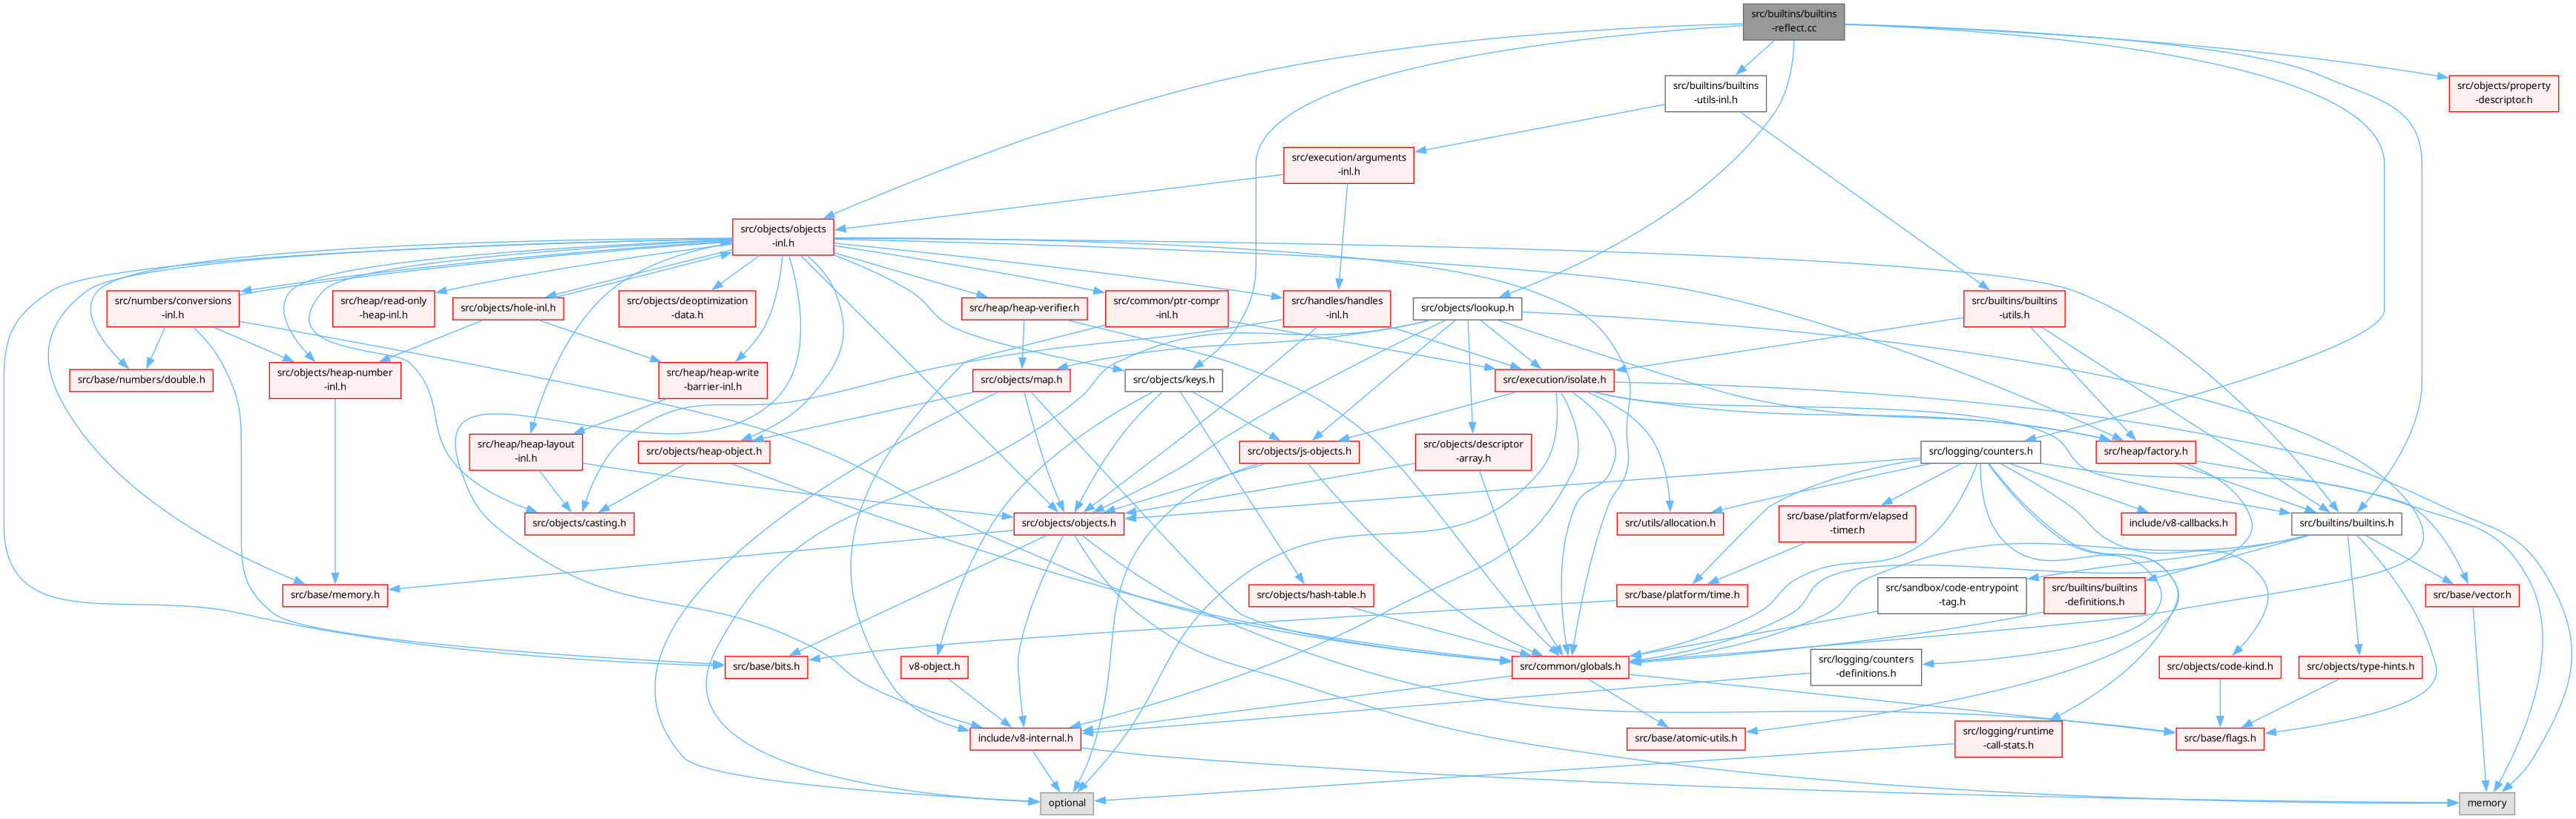 src/builtins/builtins
-reflect.cc
src/builtins/builtins
-utils-inl.h
src/objects/property
-descriptor.h
src/execution/arguments
-inl.h
src/objects/objects
-inl.h
src/numbers/conversions
-inl.h
src/heap/read-only
-heap-inl.h
src/objects/hole-inl.h
src/objects/deoptimization
-data.h
src/heap/heap-verifier.h
src/common/ptr-compr
-inl.h
src/handles/handles
-inl.h
src/objects/lookup.h
src/builtins/builtins
-utils.h
src/base/numbers/double.h
src/objects/heap-number
-inl.h
src/heap/heap-write
-barrier-inl.h
src/objects/map.h
src/objects/keys.h
src/execution/isolate.h
src/heap/heap-layout
-inl.h
src/objects/heap-object.h
src/objects/js-objects.h
src/objects/descriptor
-array.h
src/logging/counters.h
src/heap/factory.h
src/objects/casting.h
src/objects/objects.h
src/utils/allocation.h
src/base/platform/elapsed
-timer.h
include/v8-callbacks.h
src/builtins/builtins.h
src/base/memory.h
src/objects/hash-table.h
src/base/platform/time.h
src/sandbox/code-entrypoint
-tag.h
src/builtins/builtins
-definitions.h
src/base/vector.h
src/base/bits.h
v8-object.h
src/common/globals.h
src/logging/counters
-definitions.h
src/objects/code-kind.h
src/objects/type-hints.h
include/v8-internal.h
src/base/atomic-utils.h
src/logging/runtime
-call-stats.h
src/base/flags.h
optional
memory